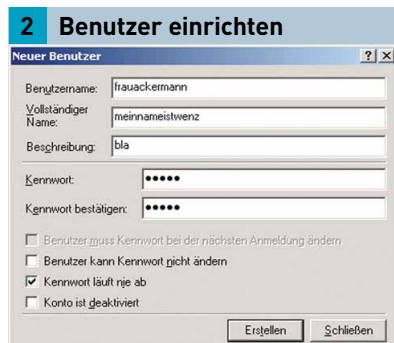 2 Benutzer einrichten
Neuer Benutzer
Benutzername: frauackermann
Vollständiger
Name: meinnameistwenz
Beschreibung: bla
Kennwort: •••••
Kennwort bestätigen: •••••
Benutzer muss Kennwort bei der nächsten Anmeldung ändern
Benutzer kann Kennwort nicht ändern
Kennwort läuft nie ab
Konto ist deaktiviert
Erstellen Schließen